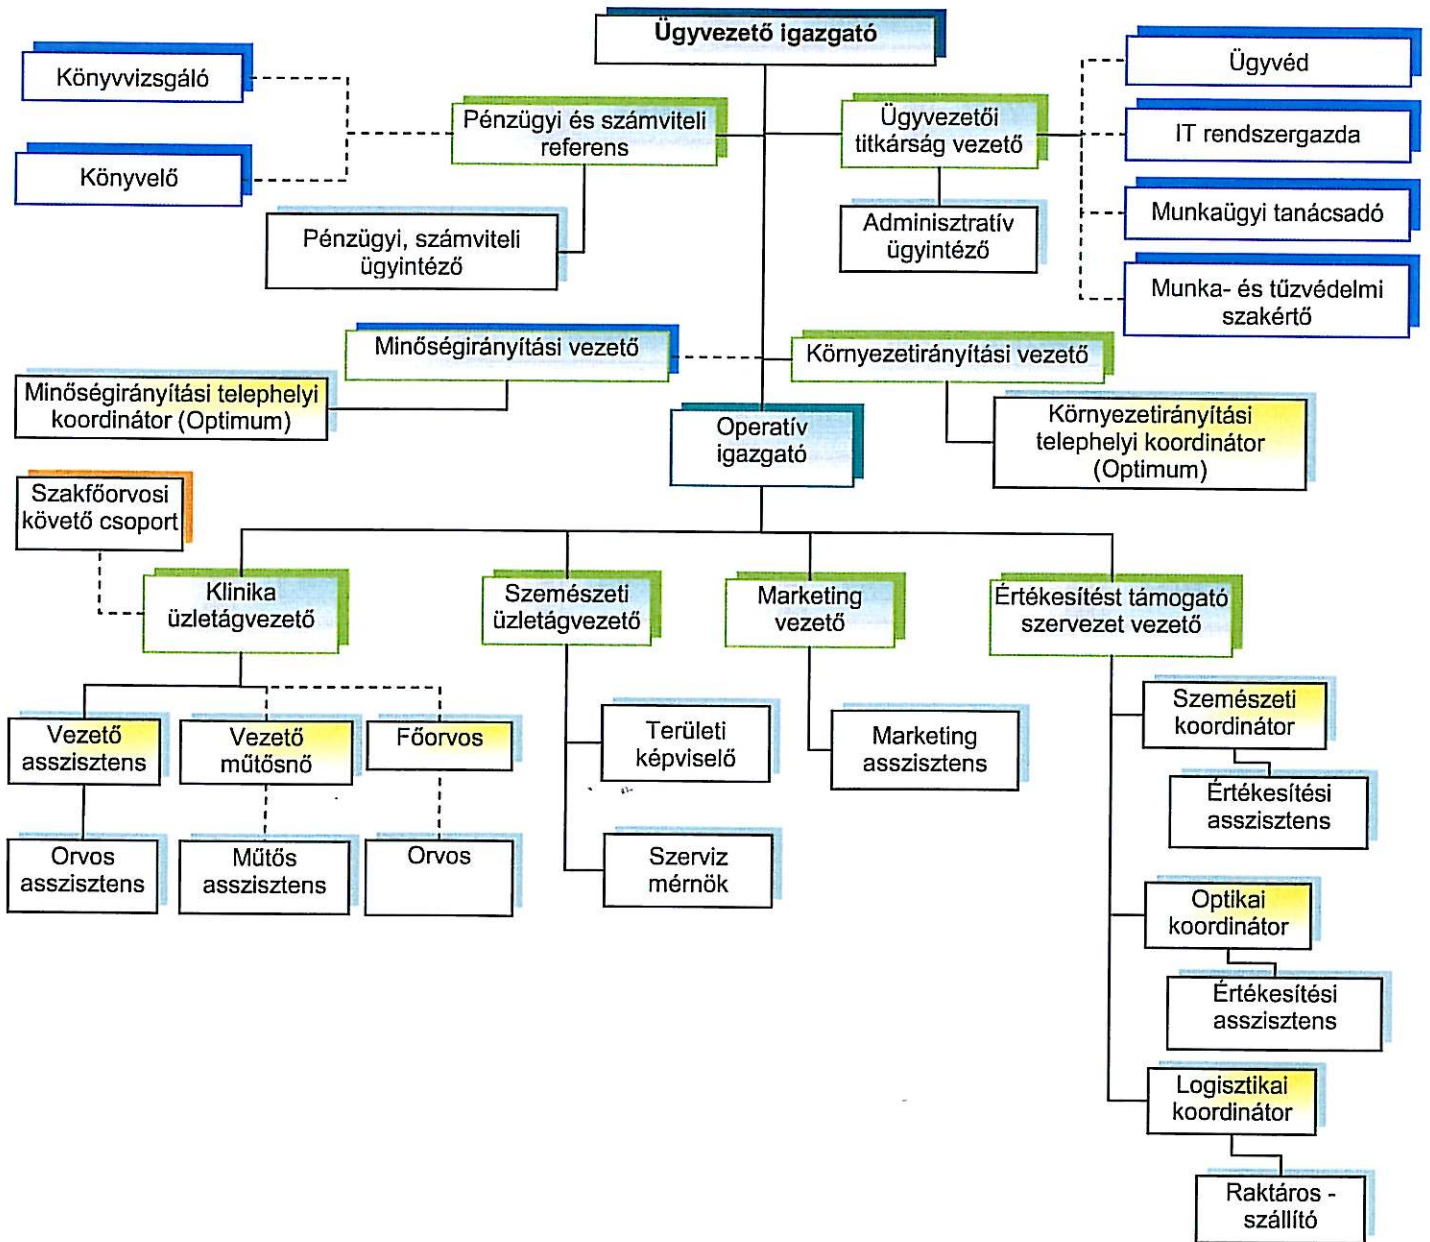 Ügyvezető igazgató
Könyvvizsgáló
Könyvelő
Pénzügyi és számviteli
referens
Pénzügyi, számviteli
ügyintéző
Ügyvezetői
titkárság vezető
Adminisztratív
ügyintéző
Ügyvéd
IT rendszergazda
Munkaügyi tanácsadó
Munka- és tűzvédelmi
szakértő
Minőségirányítási vezető
Környezetirányítási vezető
Minőségirányítási telephelyi
koordinátor (Optimum)
Operatív
igazgató
Környezetirányítási
telephelyi koordinátor
(Optimum)
Szakfőorvosi
követő csoport
Klinika
üzletágvezető
Szemészeti
üzletágvezető
Marketing
vezető
Értékesítést támogató
szervezet vezető
Vezető
asszisztens
Vezető
műtősnő
Főorvos
Orvos
asszisztens
Műtős
asszisztens
Orvos
Területi
képviselő
Szerviz
mérnök
Marketing
asszisztens
Szemészeti
koordinátor
Értékesítési
asszisztens
Optikai
koordinátor
Értékesítési
asszisztens
Logisztikai
koordinátor
Raktáros -
szállító